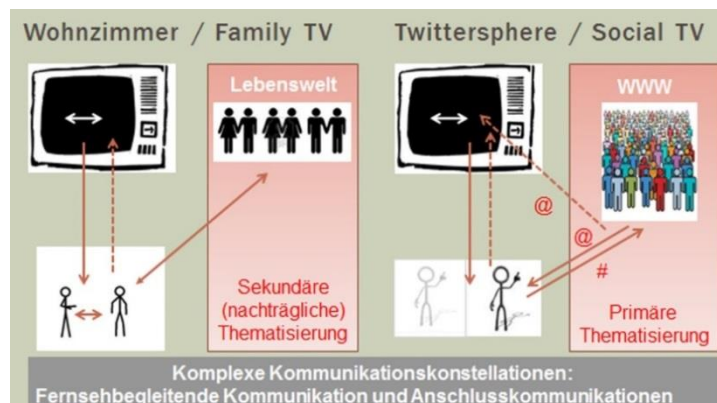 Wohnzimmer / Family TV
Lebenswelt
Sekundäre
(nachträgliche)
Thematisierung
Twittersphere / Social TV
WWW
@
@
#
Primäre
Thematisierung
Komplexe Kommunikationskonstellationen:
Fernsehbegleitende Kommunikation und Anschlusskommunikationen